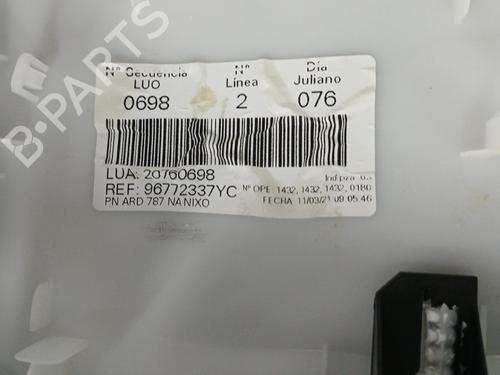 B-PARTS
Nº Secuencia Nº Día
LUO Línea Juliano
0698 2 076
LUA: 20760698
REF: 96772337YC Nº OPE 1432, 1432, 1432, 0180
PN ARD 787 NA NIXO FECHA 11/03/21 09:05:46